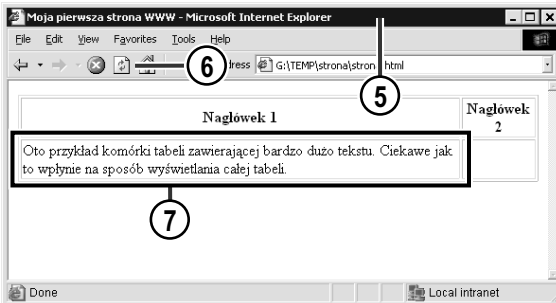 Moja pierwsza strona WWW - Microsoft Internet Explorer
File Edit View Favorites Tools Help
6
G:\TEMP\strona\stron html
5
Nagłówek 1
Nagłówek
2
Oto przykład komórki tabeli zawierającej bardzo dużo tekstu. Ciekawe jak
to wpłynie na sposób wyświetlania całej tabeli.
7
Done
Local intranet